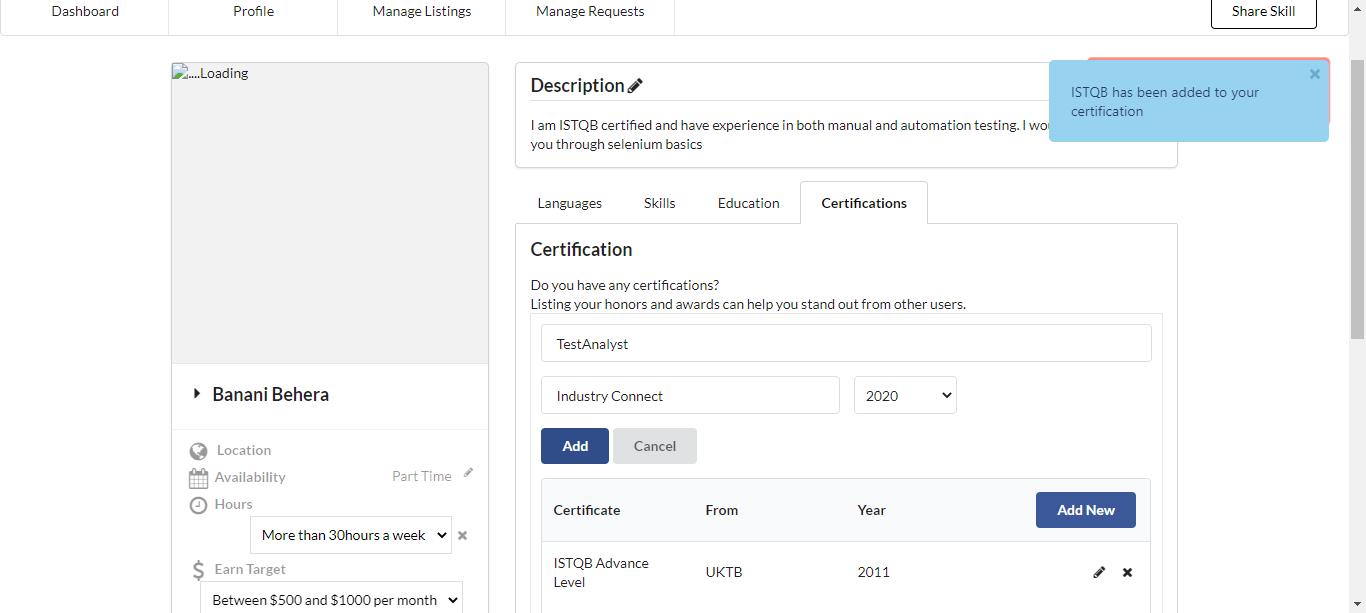 Dashboard
Profile
Manage Listings
Manage Requests
Share Skill
....Loading
Description
I am ISTQB certified and have experience in both manual and automation testing. I
you through selenium basics
ISTQB has been added to your
certification
Languages
Skills
Education
Certifications
Certification
Do you have any certifications?
Listing your honors and awards can help you stand out from other users.
TestAnalyst
Industry Connect
2020
Add
Cancel
Certificate
From
Year
Add New
ISTQB Advance
Level
UKTB
2011
Banani Behera
Location
Availability
Part Time
Hours
More than 30hours a week
Earn Target
Between $500 and $1000 per month